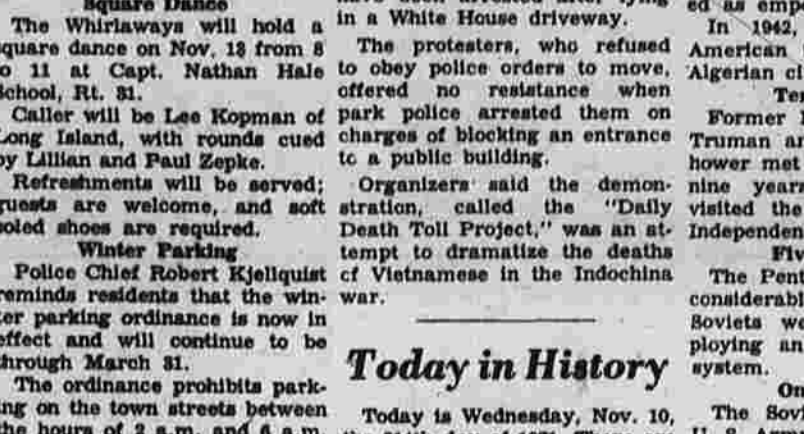 Square Dance
The Whirlaways will hold a
square dance on Nov. 13 from 8
to 11 at Capt. Nathan Hale
School, Rt. 31.
Caller will be Lee Kopman of
Long Island, with rounds cued
by Lillian and Paul Zepke.
Refreshments will be served;
guests are welcome, and soft
soled shoes are required.
Winter Parking
Police Chief Robert Kjellquist
reminds residents that the win-
ter parking ordinance is now in
effect and will continue to be
through March 31.
The ordinance prohibits park-
ing on the town streets between
the hours of 2 a.m. and 6 a.m.
in a White House driveway.
The protesters, who refused
to obey police orders to move,
offered no resistance when
park police arrested them on
charges of blocking an entrance
to a public building.
Organizers said the demon-
stration, called the "Daily
Death Toll Project," was an at-
tempt to dramatize the deaths
of Vietnamese in the Indochina
war.
Today in History
Today is Wednesday, Nov. 10,
ed as
In 1942,
American
Algerian
Former
Truman
hower met
nine
visited the
The
Soviets
ploying an
system.
The